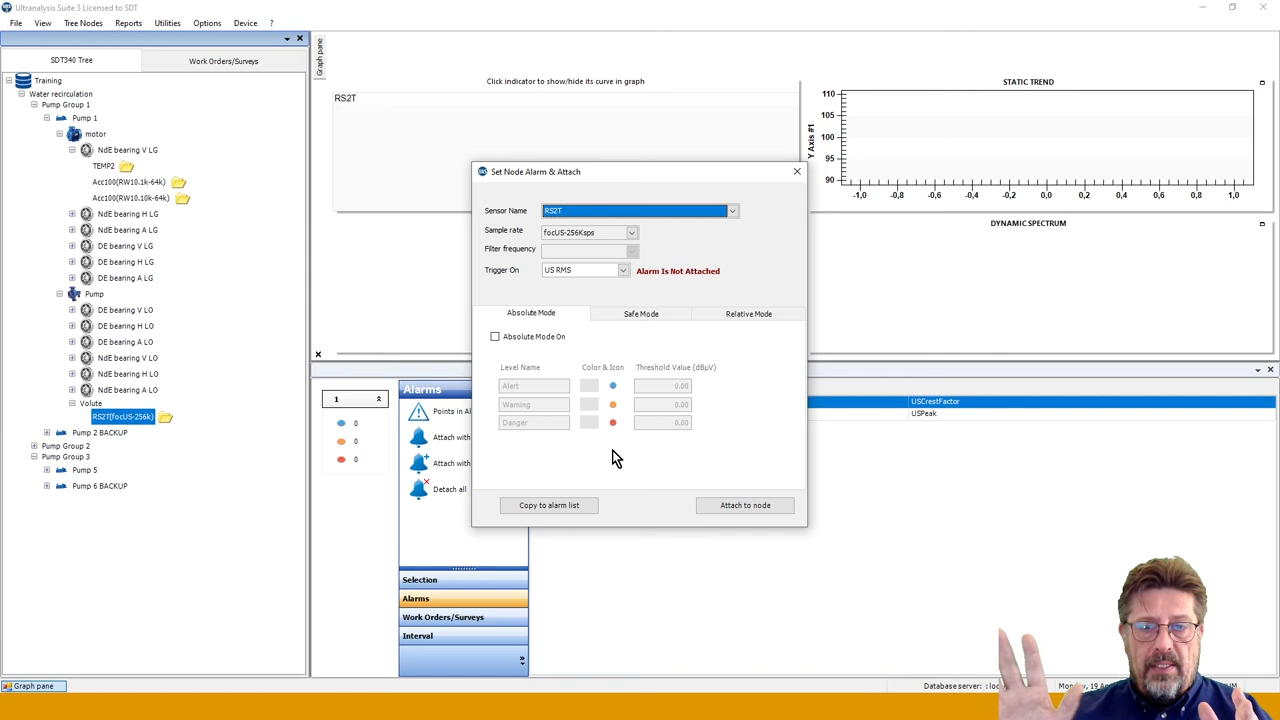 Ultranalysis Suite 3 Licensed to SDT
File View Tree Nodes Reports Utilities Options Device ?
SDT340 Tree
Work Orders/Surveys
Training
Water recirculation
Pump Group 1
Pump 1
motor
NdE bearing V LG
TEMP2
Acc100(RW10.1k-64k)
Acc100(RW10.10k-64k)
NdE bearing H LG
NdE bearing A LG
DE bearing V LG
DE bearing H LG
DE bearing A LG
Pump
DE bearing V LO
DE bearing H LO
DE bearing A LO
NdE bearing V LO
NdE bearing H LO
NdE bearing A LO
Volute
RS2T(focUS-256k)
Pump 2 BACKUP
Pump Group 2
Pump Group 3
Pump 5
Pump 6 BACKUP
Graph pane
Click indicator to show/hide its curve in graph
RS2T
STATIC TREND
Y Axis #1
110
105
100
95
90
-1,0 -0,8 -0,6 -0,4 -0,2 0,0 0,2 0,4 0,6 0,8 1,0
DYNAMIC SPECTRUM
Set Node Alarm & Attach
Sensor Name RS2T
Sample rate focUS-256Ksps
Filter frequency
Trigger On US RMS Alarm Is Not Attached
Absolute Mode Safe Mode Relative Mode
Absolute Mode On
Level Name Color & Icon Threshold Value (dBµV)
Alert 0.00
Warning 0.00
Danger 0.00
Copy to alarm list Attach to node
1
0
0
0
Alarms
Points in Al
Attach with
Attach with
Detach all
Selection
Alarms
Work Orders/Surveys
Interval
USCrestFactor
USPeak
Graph pane
Database server: : loc
Monday, 19 Ap